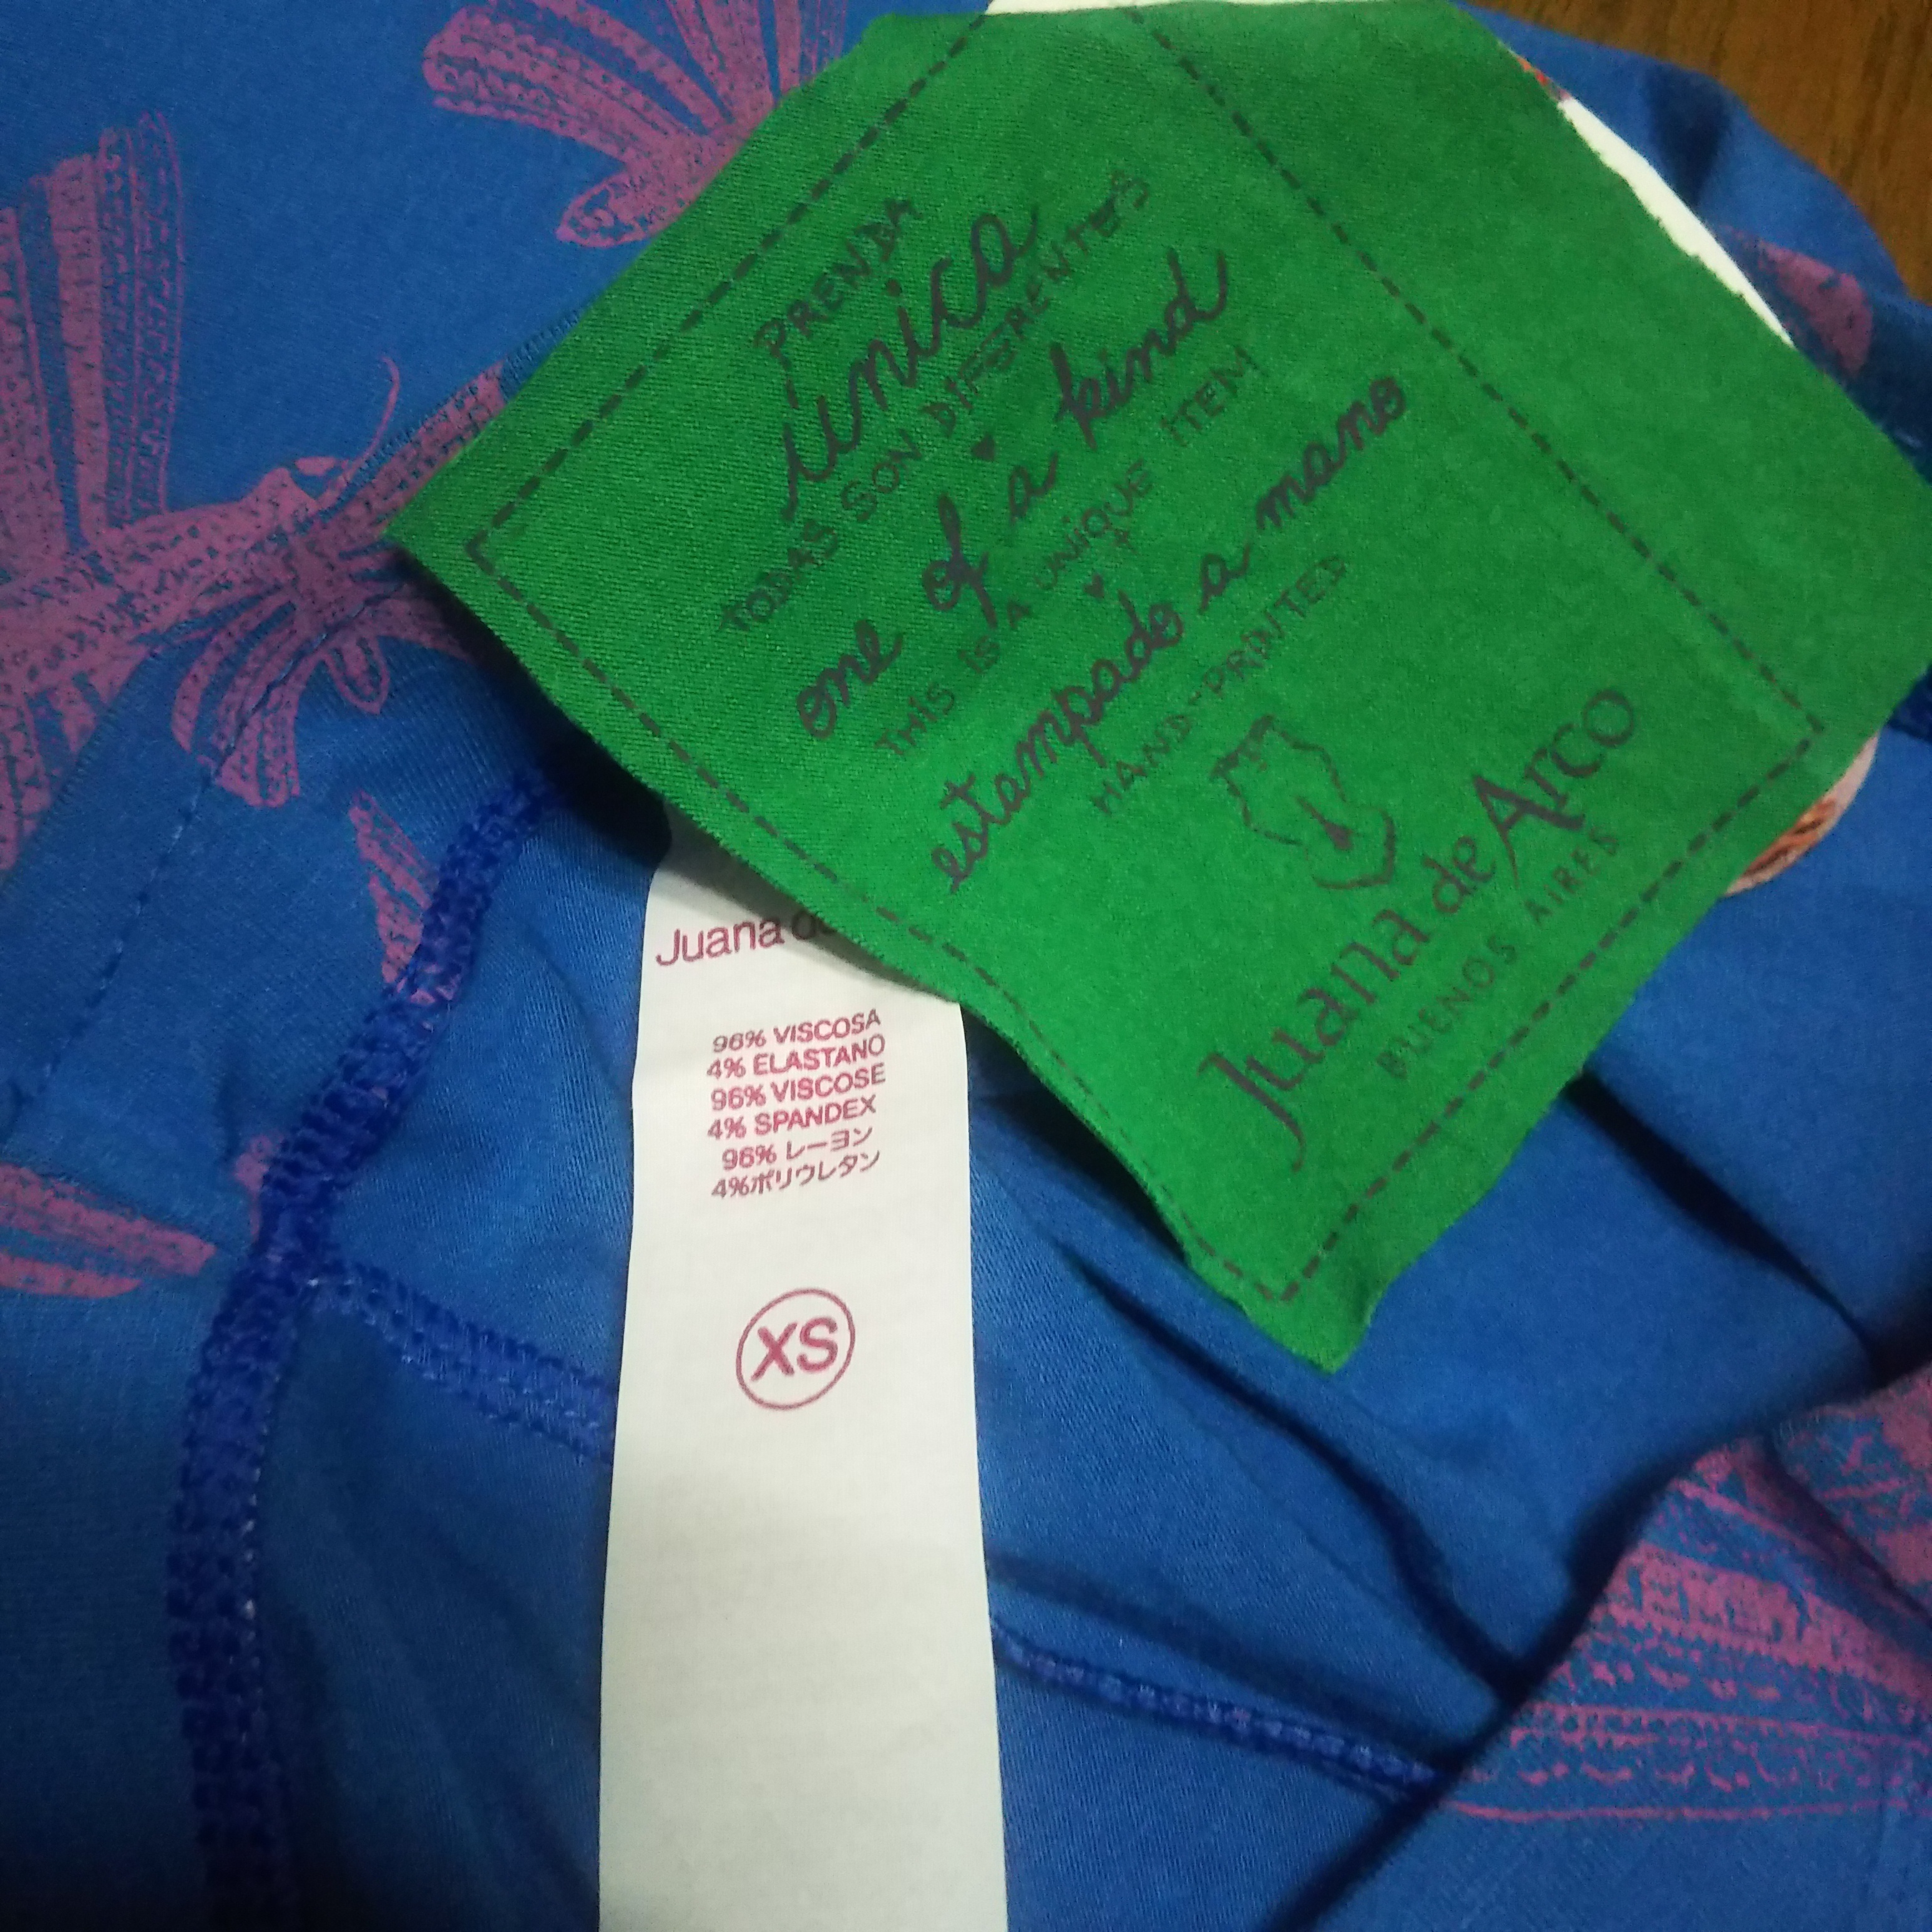 PRENDA
única
TODAS SON DIFERENTES
one of a kind
THIS IS A UNIQUE ITEM
estampado a mano
HAND-PRINTED
Juana de Arco
BUENOS AIRES
Juana de
96% VISCOSA
4% ELASTANO
96% VISCOSE
4% SPANDEX
96% レーヨン
4%ポリウレタン
XS